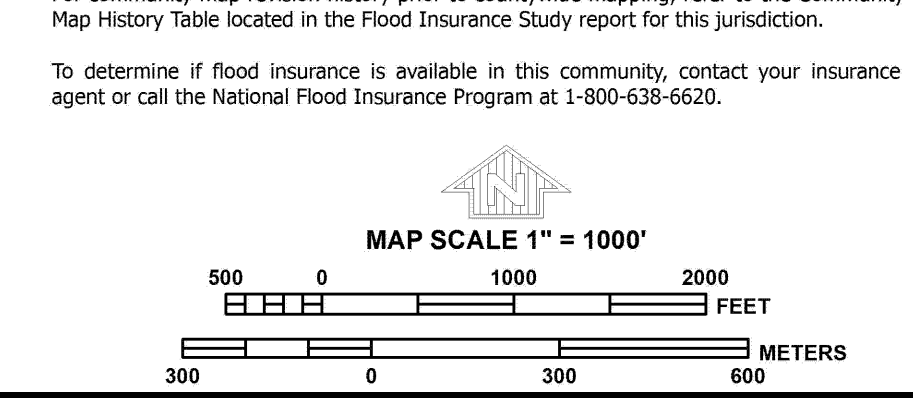 Map History Table located in the Flood Insurance Study report for this jurisdiction.
To determine if flood insurance is available in this community, contact your insurance
agent or call the National Flood Insurance Program at 1-800-638-6620.
N
MAP SCALE 1" = 1000'
500 0 1000 2000
FEET
METERS
300 0 300 600